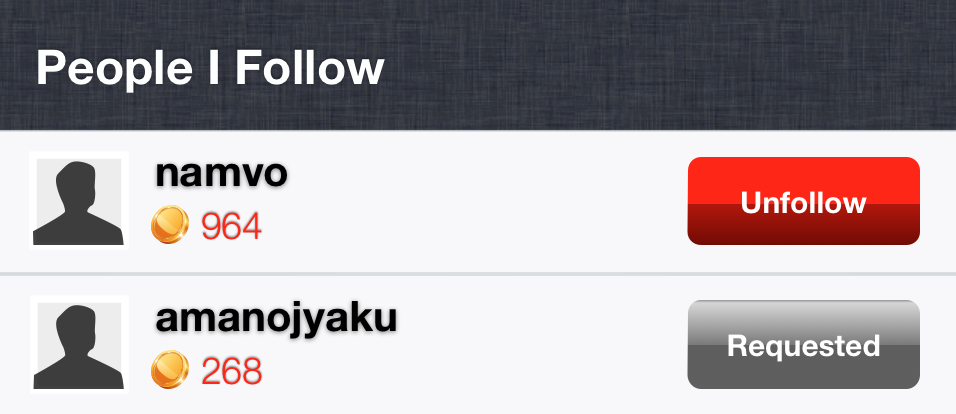 People I Follow
namvo
964
Unfollow
amanojyaku
268
Requested